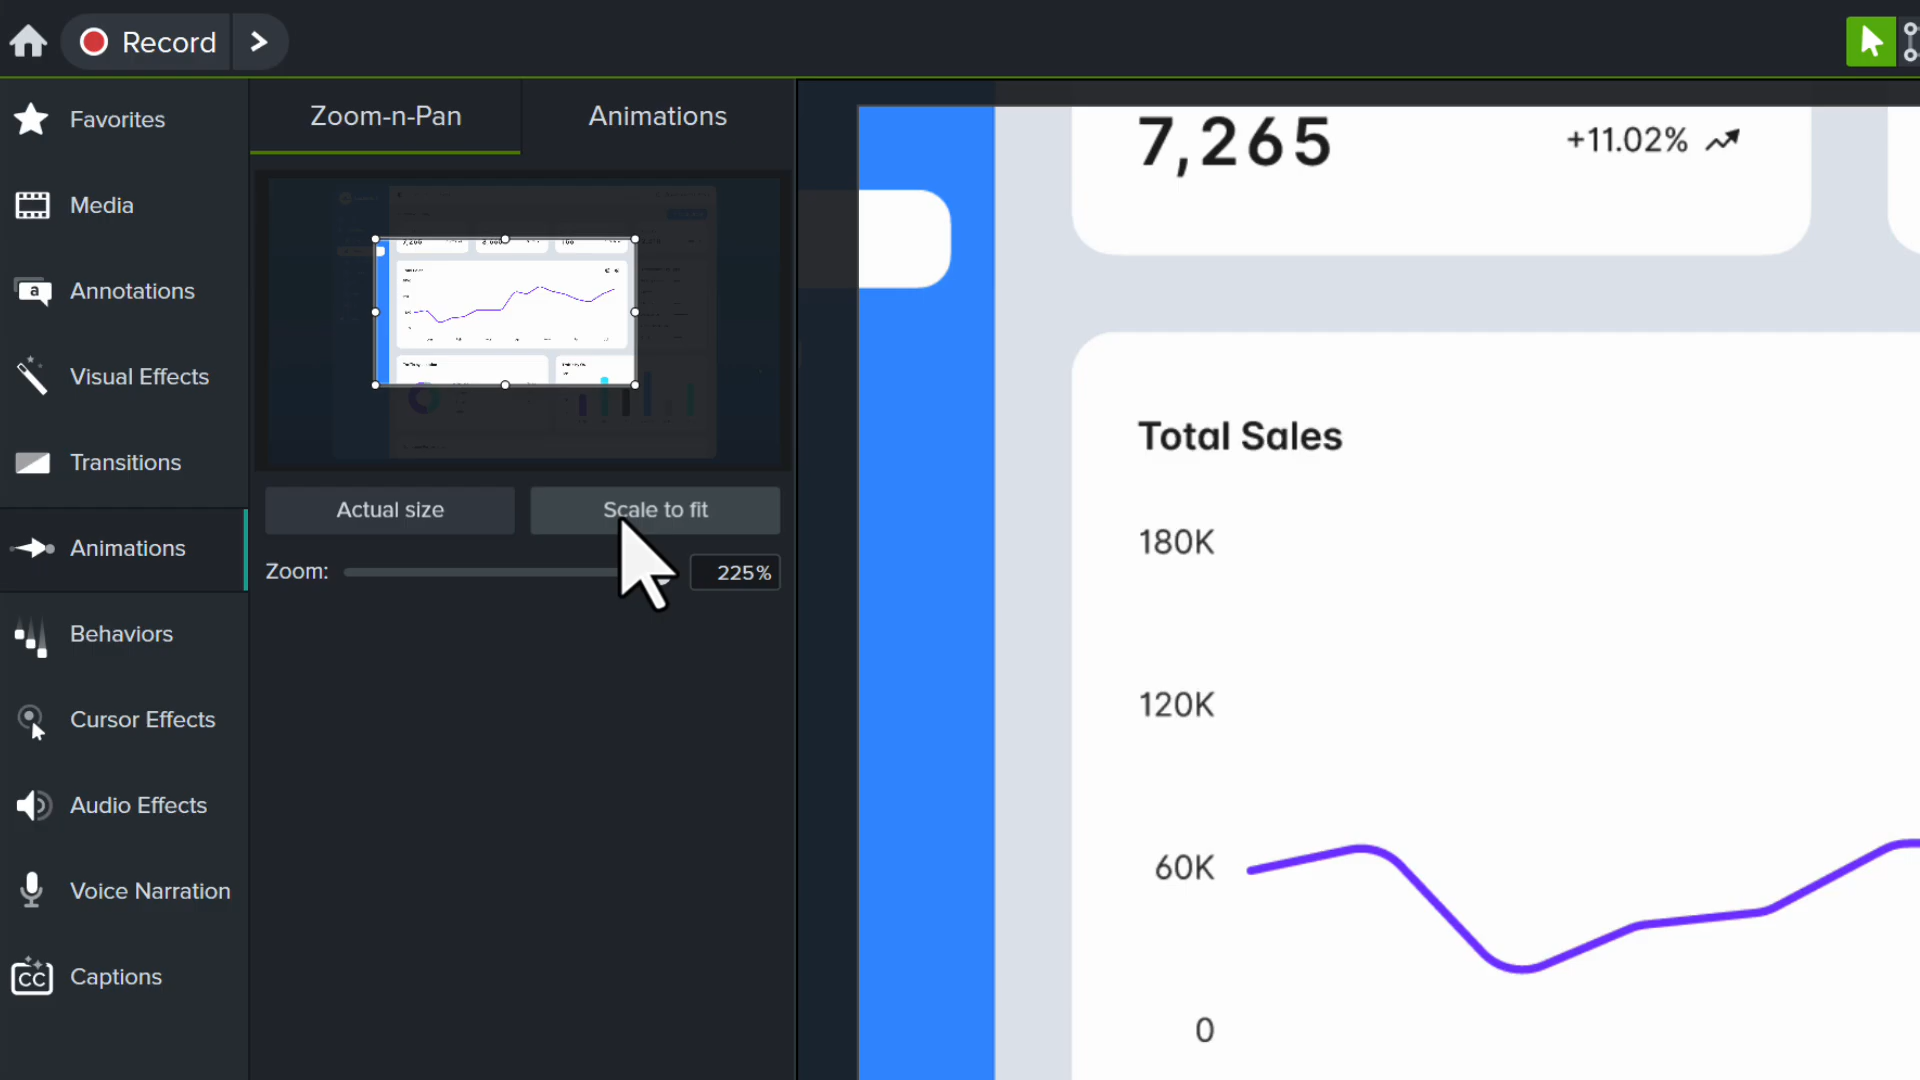 Record
Favorites
Media
Annotations
Visual Effects
Transitions
Animations
Behaviors
Cursor Effects
Audio Effects
Voice Narration
CC Captions
Zoom-n-Pan Animations
Actual size Scale to fit
Zoom: 225%
7,265 +11.02%
Total Sales
180K
120K
60K
0